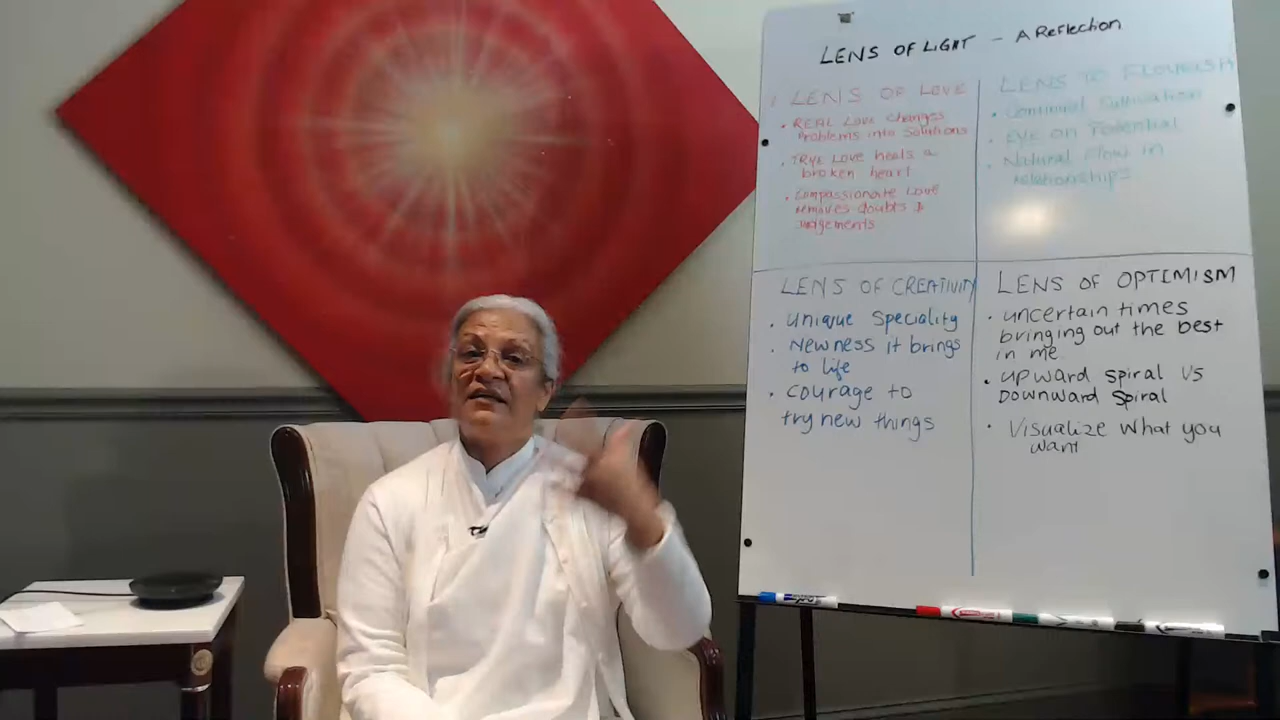 LENS OF LIGHT - A Reflection
LENS OF LOVE
• REAL Love changes
Problems into Solutions
• TRUE Love heals a
broken heart
• Compassionate Love
removes doubts &
Judgements
LENS TO FLOURISH
• Continual Cultivation
• Eye on Potential
• Natural Flow in
relationships
LENS OF CREATIVITY
• Unique Speciality
• Newness it brings
to life
• Courage to
try new things
LENS OF OPTIMISM
• Uncertain times
bringing out the best
in me
• Upward Spiral VS
Downward Spiral
• Visualize What you
want